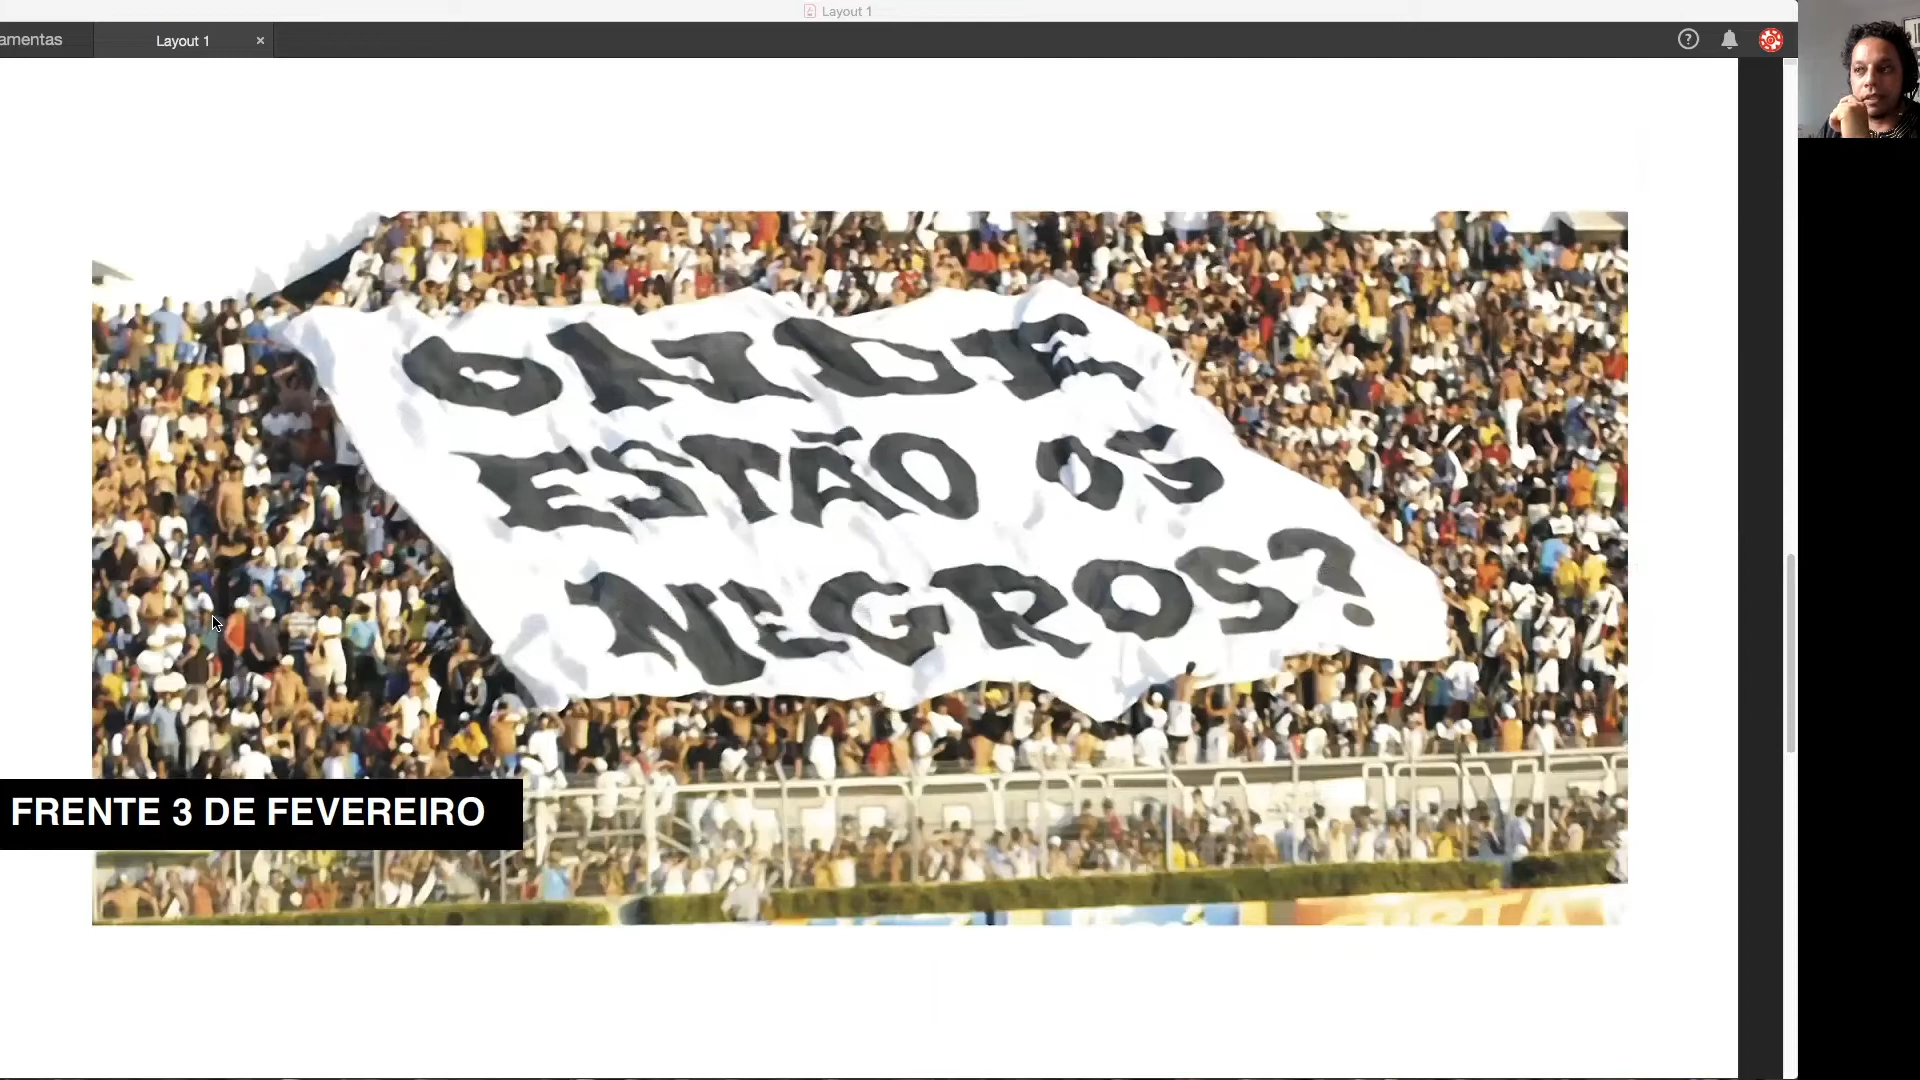 Layout 1
amentas
Layout 1
ONDE
ESTÃO OS
NEGROS?
FRENTE 3 DE FEVEREIRO